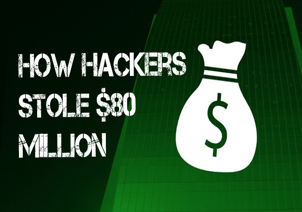 HOW HACKERS
STOLE $80
MILLION
$